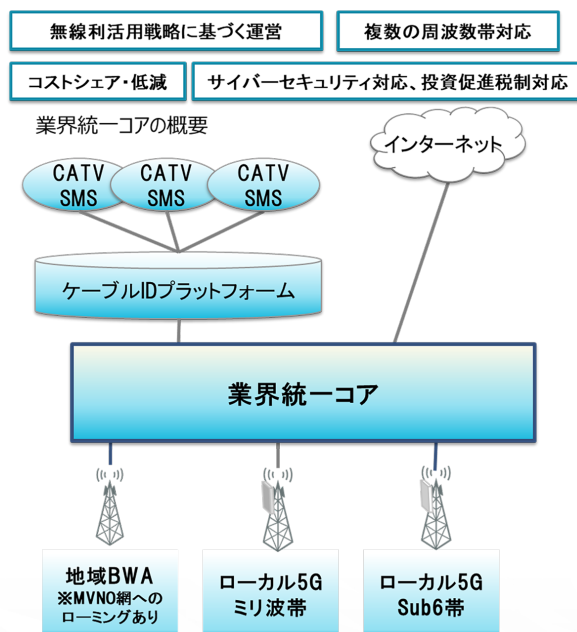 無線利活用戦略に基づく運営
複数の周波数帯対応
コストシェア・低減
サイバーセキュリティ対応、投資促進税制対応
業界統一コアの概要
インターネット
CATV
SMS
CATV
SMS
CATV
SMS
ケーブルIDプラットフォーム
業界統一コア
地域BWA
※MVNO網への
ローミングあり
ローカル5G
ミリ波帯
ローカル5G
Sub6帯